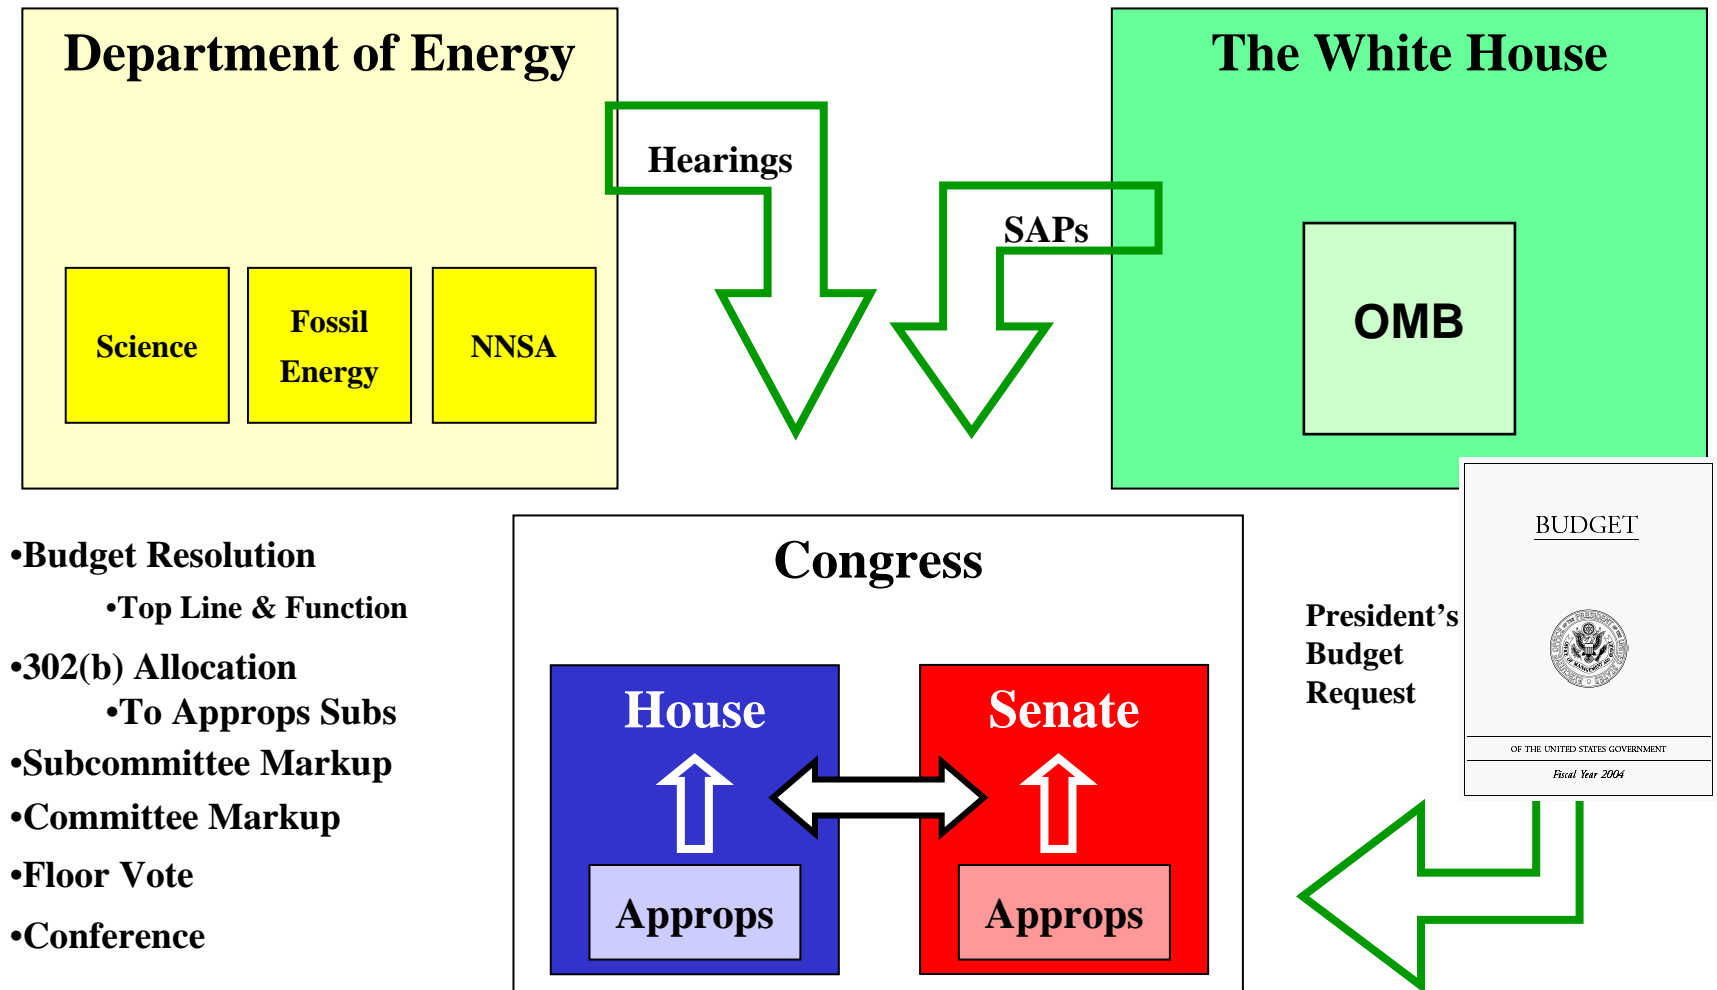 Department of Energy
The White House
Hearings
SAPs
Science
Fossil
Energy
NNSA
OMB
•Budget Resolution
•Top Line & Function
•302(b) Allocation
•To Approps Subs
•Subcommittee Markup
•Committee Markup
•Floor Vote
•Conference
Congress
House
Senate
Approps
Approps
President's
Budget
Request
BUDGET
OF THE UNITED STATES GOVERNMENT
Fiscal Year 2004